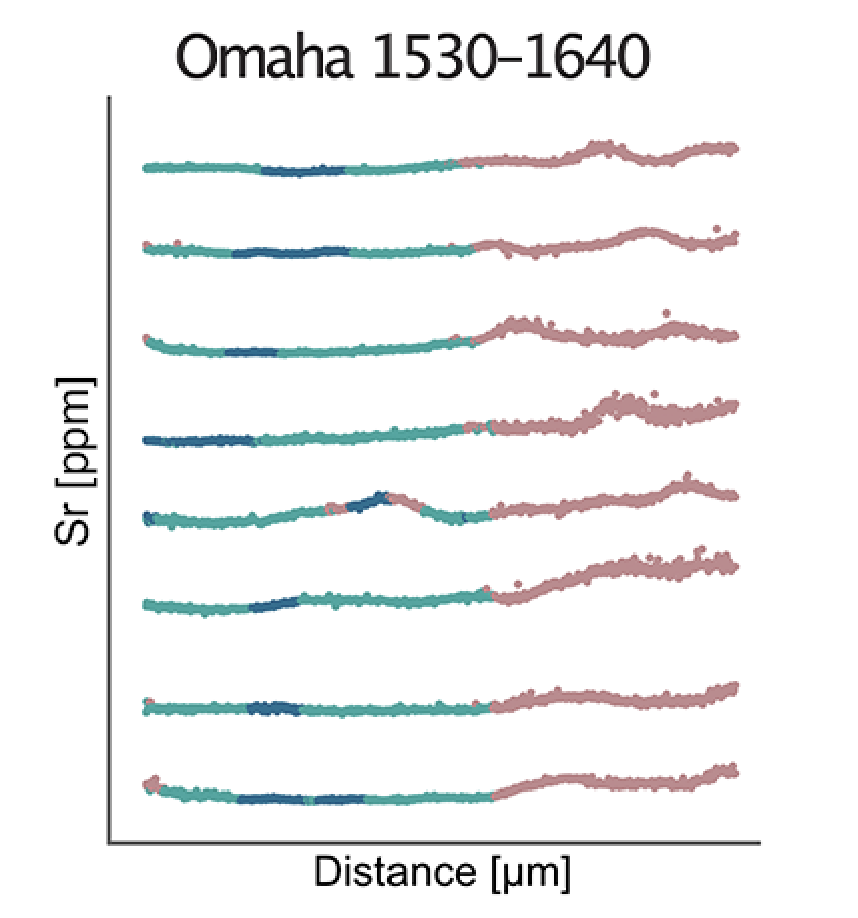 Omaha 1530–1640
Sr [ppm]
Distance [µm]